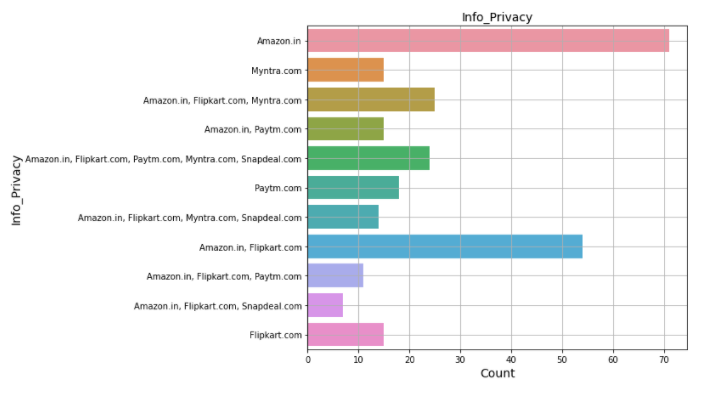 Info_Privacy
Amazon.in
Myntra.com
Amazon.in, Flipkart.com, Myntra.com
Amazon.in, Paytm.com
Amazon.in, Flipkart.com, Paytm.com, Myntra.com, Snapdeal.com
Paytm.com
Amazon.in, Flipkart.com, Myntra.com, Snapdeal.com
Amazon.in, Flipkart.com
Amazon.in, Flipkart.com, Paytm.com
Amazon.in, Flipkart.com, Snapdeal.com
Flipkart.com
Info_Privacy
0 10 20 30 40 50 60 70
Count